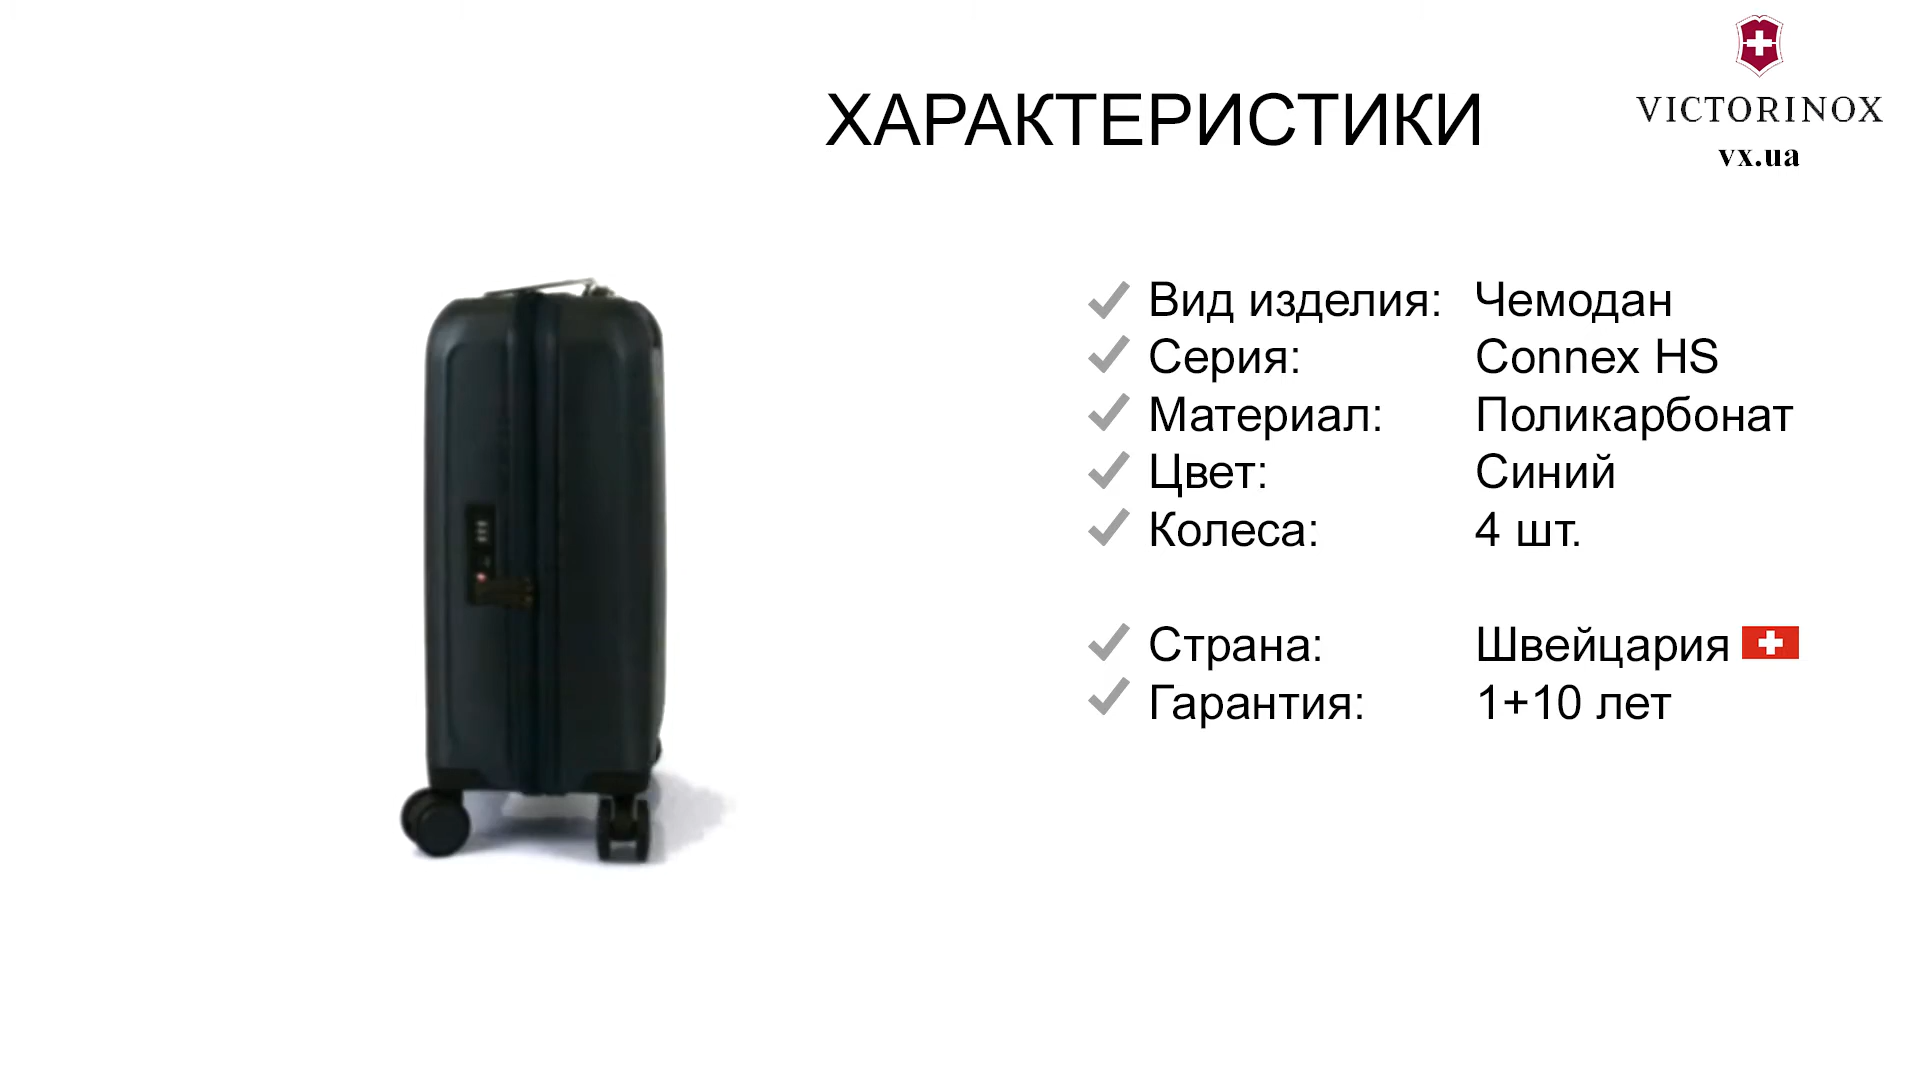 VICTORINOX
vx.ua
ХАРАКТЕРИСТИКИ
Вид изделия: Чемодан
Серия: Connex HS
Материал: Поликарбонат
Цвет: Синий
Колеса: 4 шт.
Страна: Швейцария
Гарантия: 1+10 лет